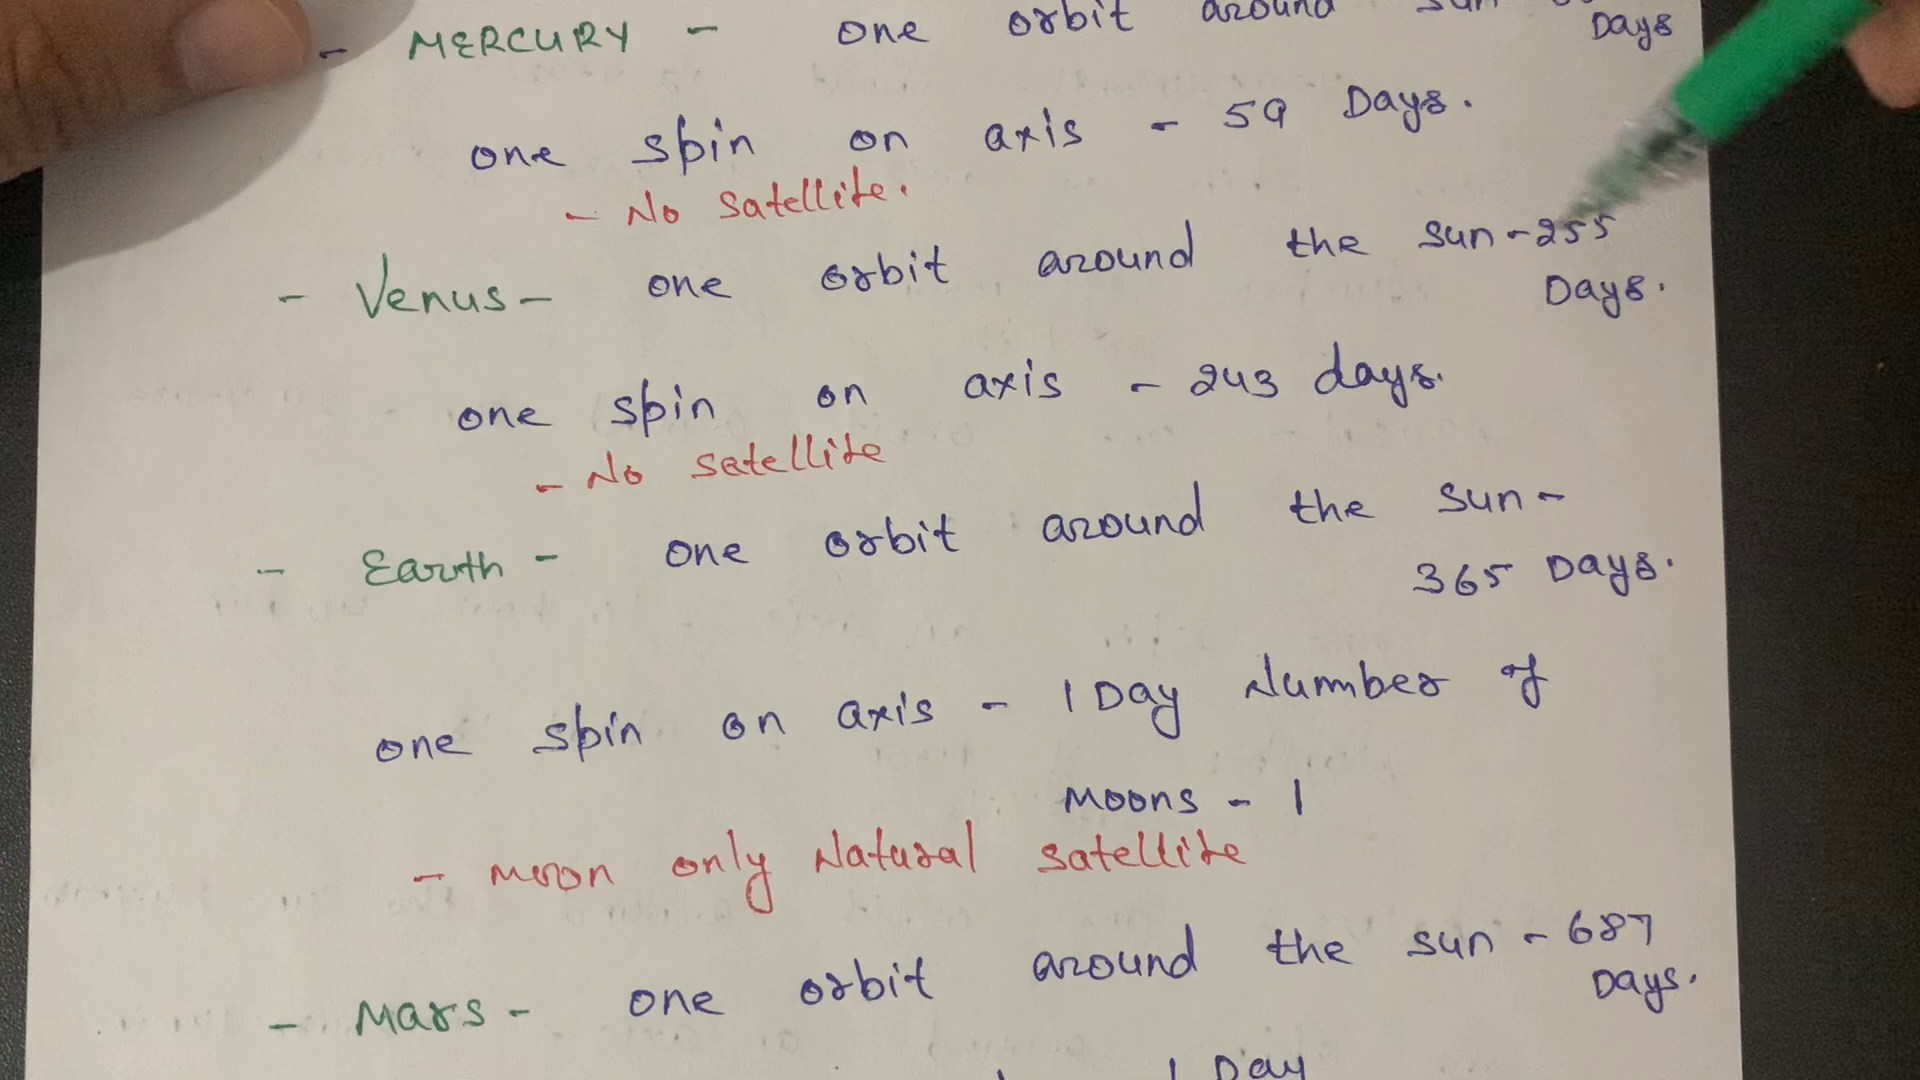 - MERCURY - one orbit around sun
Days
one spin on axis - 59 Days.
- No Satellite.
- Venus - one orbit around the sun - 255
Days.
one spin on axis - 243 days.
- No satellite
- Earth - one orbit around the sun -
365 Days.
one spin on axis - 1 Day Number of
Moons - 1
- Moon only Natural satellite
- Mars - one orbit around the sun - 687
Days.
1 Day